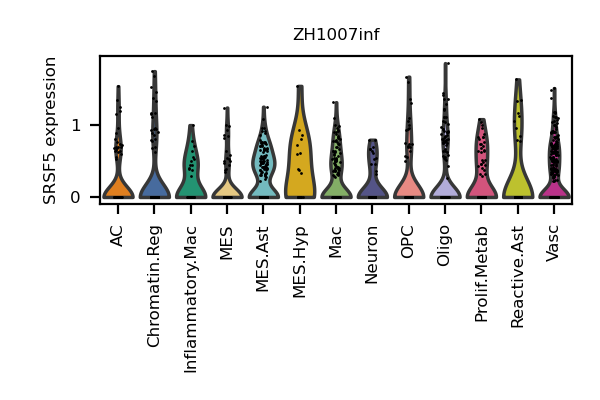 ZH1007inf
SRSF5 expression
1
0
AC
Chromatin.Reg
Inflammatory.Mac
MES
MES.Ast
MES.Hyp
Mac
Neuron
OPC
Oligo
Prolif.Metab
Reactive.Ast
Vasc